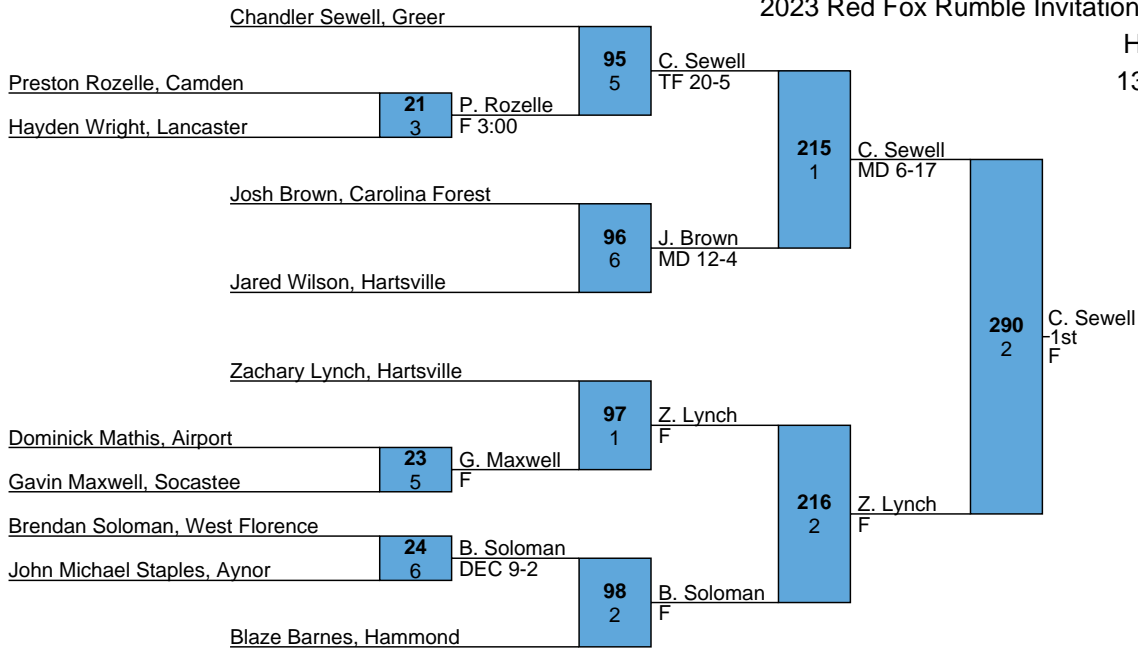 2023 Red Fox Rumble Invitation
H
13
Chandler Sewell, Greer
95
5
C. Sewell
TF 20-5
Preston Rozelle, Camden
21
3
P. Rozelle
F 3:00
Hayden Wright, Lancaster
215
1
C. Sewell
MD 6-17
Josh Brown, Carolina Forest
96
6
J. Brown
MD 12-4
Jared Wilson, Hartsville
290
2
C. Sewell
1st
F
Zachary Lynch, Hartsville
97
1
Z. Lynch
F
Dominick Mathis, Airport
23
5
G. Maxwell
F
Gavin Maxwell, Socastee
216
2
Z. Lynch
F
Brendan Soloman, West Florence
24
6
B. Soloman
DEC 9-2
John Michael Staples, Aynor
98
2
B. Soloman
F
Blaze Barnes, Hammond